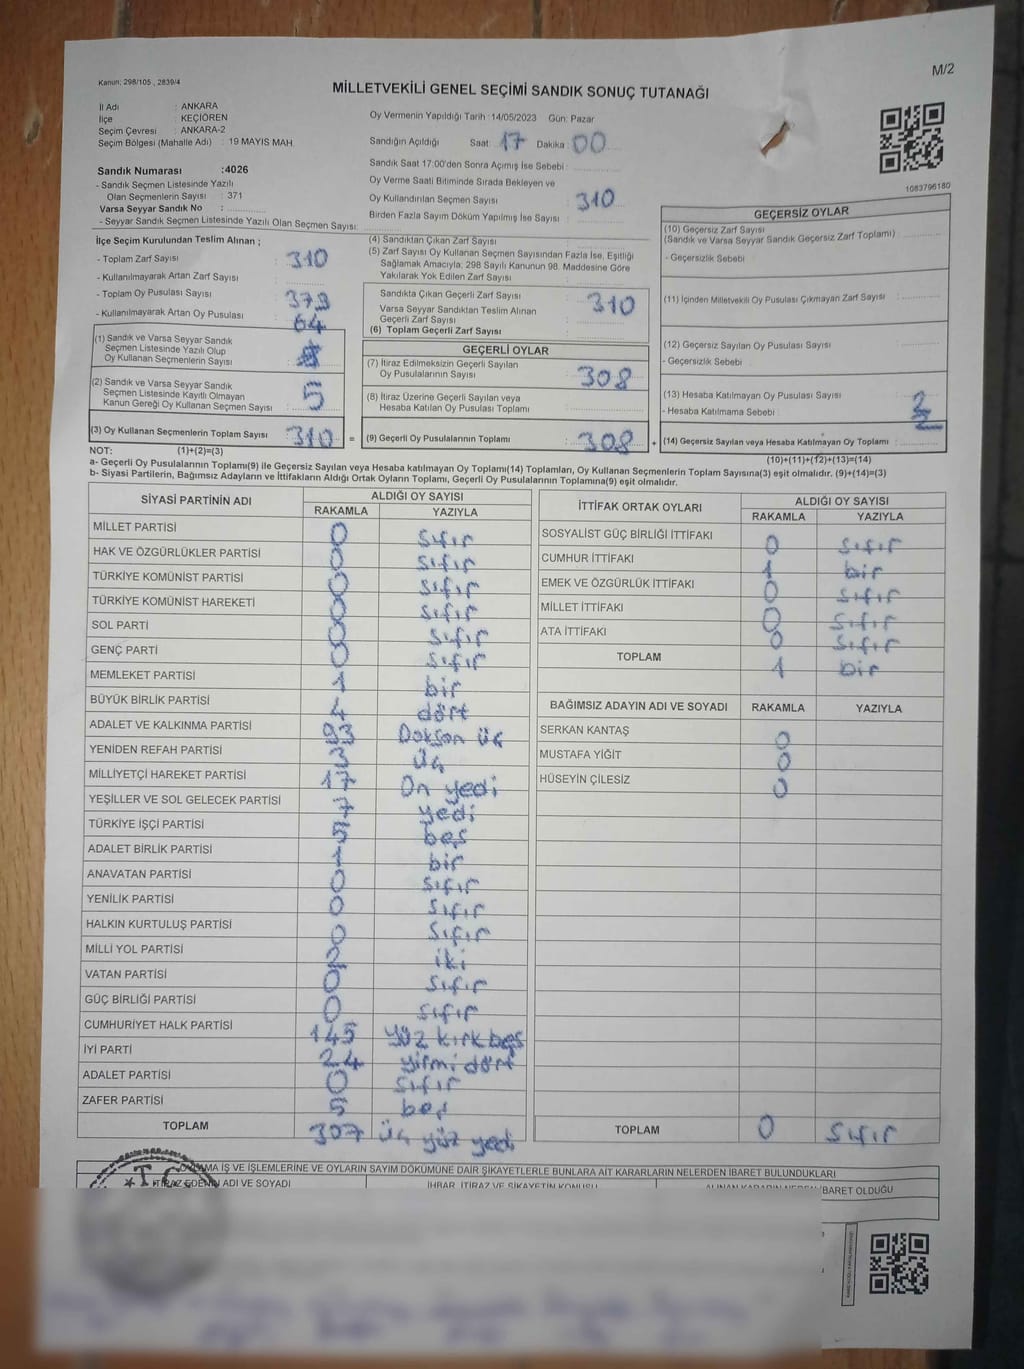 M/2
Kanun: 298/105, 2839/4
MİLLETVEKİLİ GENEL SEÇİMİ SANDIK SONUÇ TUTANAĞI
İl Adı : ANKARA
İlçe : KEÇİÖREN
Seçim Çevresi : ANKARA-2
Seçim Bölgesi (Mahalle Adı) : 19 MAYIS MAH.
Sandık Numarası :4026
- Sandık Seçmen Listesinde Yazılı
Olan Seçmenlerin Sayısı : 371
Varsa Seyyar Sandık No :
- Seyyar Sandık Seçmen Listesinde Yazılı Olan Seçmen Sayısı:
Oy Vermenin Yapıldığı Tarih :14/05/2023 Gün: Pazar
Sandığın Açıldığı Saat: 17 Dakika: 00
Sandık Saat 17:00'den Sonra Açımış İse Sebebi :
Oy Verme Saati Bitiminde Sırada Bekleyen ve
Oy Kullandırılan Seçmen Sayısı : 310
Birden Fazla Sayım Döküm Yapılmış İse Sayısı :
1083796180
İlçe Seçim Kurulundan Teslim Alınan ;
- Toplam Zarf Sayısı : 310
- Kullanılmayarak Artan Zarf Sayısı :
- Toplam Oy Pusulası Sayısı : 373
- Kullanılmayarak Artan Oy Pusulası : 64
(1) Sandık ve Varsa Seyyar Sandık
Seçmen Listesinde Yazılı Olup
Oy Kullanan Seçmenlerin Sayısı :
(2) Sandık ve Varsa Seyyar Sandık
Seçmen Listesinde Kayıtlı Olmayan
Kanun Gereği Oy Kullanan Seçmen Sayısı : 5
(3) Oy Kullanan Seçmenlerin Toplam Sayısı : 310 =
(4) Sandıktan Çıkan Zarf Sayısı :
(5) Zarf Sayısı Oy Kullanan Seçmen Sayısından Fazla İse, Eşitliği
Sağlamak Amacıyla; 298 Sayılı Kanunun 98. Maddesine Göre
Yakılarak Yok Edilen Zarf Sayısı :
Sandıkta Çıkan Geçerli Zarf Sayısı : 310
Varsa Seyyar Sandıktan Teslim Alınan
Geçerli Zarf Sayısı :
(6) Toplam Geçerli Zarf Sayısı :
GEÇERLİ OYLAR
(7) İtiraz Edilmeksizin Geçerli Sayılan
Oy Pusulalarının Sayısı : 308
(8) İtiraz Üzerine Geçerli Sayılan veya
Hesaba Katılan Oy Pusulası Toplamı :
(9) Geçerli Oy Pusulalarının Toplamı : 308 +
GEÇERSİZ OYLAR
(10) Geçersiz Zarf Sayısı
(Sandık ve Varsa Seyyar Sandık Geçersiz Zarf Toplamı) :
- Geçersizlik Sebebi :
(11) İçinden Milletvekili Oy Pusulası Çıkmayan Zarf Sayısı :
(12) Geçersiz Sayılan Oy Pusulası Sayısı :
- Geçersizlik Sebebi :
(13) Hesaba Katılmayan Oy Pusulası Sayısı : 2
- Hesaba Katılmama Sebebi :
(14) Geçersiz Sayılan veya Hesaba Katılmayan Oy Toplamı : 2
NOT: (1)+(2)=(3) (10)+(11)+(12)+(13)=(14)
a- Geçerli Oy Pusulalarının Toplamı(9) ile Geçersiz Sayılan veya Hesaba katılmayan Oy Toplamı(14) Toplamları, Oy Kullanan Seçmenlerin Toplam Sayısına(3) eşit olmalıdır. (9)+(14)=(3)
b- Siyasi Partilerin, Bağımsız Adayların ve İttifakların Aldığı Ortak Oyların Toplamı, Geçerli Oy Pusulalarının Toplamına(9) eşit olmalıdır.
SİYASİ PARTİNİN ADI ALDIĞI OY SAYISI
RAKAMLA YAZIYLA
MİLLET PARTİSİ 0 sıfır
HAK VE ÖZGÜRLÜKLER PARTİSİ 0 sıfır
TÜRKİYE KOMÜNİST PARTİSİ 0 sıfır
TÜRKİYE KOMÜNİST HAREKETİ 0 sıfır
SOL PARTİ 0 sıfır
GENÇ PARTİ 0 sıfır
MEMLEKET PARTİSİ 1 bir
BÜYÜK BİRLİK PARTİSİ 4 dört
ADALET VE KALKINMA PARTİSİ 93 Doksan üç
YENİDEN REFAH PARTİSİ 3 üç
MİLLİYETÇİ HAREKET PARTİSİ 17 On yedi
YEŞİLLER VE SOL GELECEK PARTİSİ 7 yedi
TÜRKİYE İŞÇİ PARTİSİ 5 beş
ADALET BİRLİK PARTİSİ 1 bir
ANAVATAN PARTİSİ 0 sıfır
YENİLİK PARTİSİ 0 sıfır
HALKIN KURTULUŞ PARTİSİ 0 sıfır
MİLLİ YOL PARTİSİ 2 iki
VATAN PARTİSİ 0 sıfır
GÜÇ BİRLİĞİ PARTİSİ 0 sıfır
CUMHURİYET HALK PARTİSİ 145 yüz kırk beş
İYİ PARTİ 24 yirmi dört
ADALET PARTİSİ 0 sıfır
ZAFER PARTİSİ 5 beş
TOPLAM 307 üç yüz yedi
İTTİFAK ORTAK OYLARI ALDIĞI OY SAYISI
RAKAMLA YAZIYLA
SOSYALİST GÜÇ BİRLİĞİ İTTİFAKI 0 sıfır
CUMHUR İTTİFAKI 1 bir
EMEK VE ÖZGÜRLÜK İTTİFAKI 0 sıfır
MİLLET İTTİFAKI 0 sıfır
ATA İTTİFAKI 0 sıfır
TOPLAM 1 bir
BAĞIMSIZ ADAYIN ADI VE SOYADI RAKAMLA YAZIYLA
SERKAN KANTAŞ 0
MUSTAFA YİĞİT 0
HÜSEYİN ÇİLESİZ 0
TOPLAM 0 sıfır
İŞ VE İŞLEMLERİNE VE OYLARIN SAYIM DÖKÜMÜNE DAİR ŞİKAYETLERLE BUNLARA AİT KARARLARIN NELERDEN İBARET BULUNDUKLARI
İTİRAZ EDENİN ADI VE SOYADI İHBAR, İTİRAZ VE ŞİKAYETİN KONUSU ALINAN KARARIN NEDEN İBARET OLDUĞU
T.C.